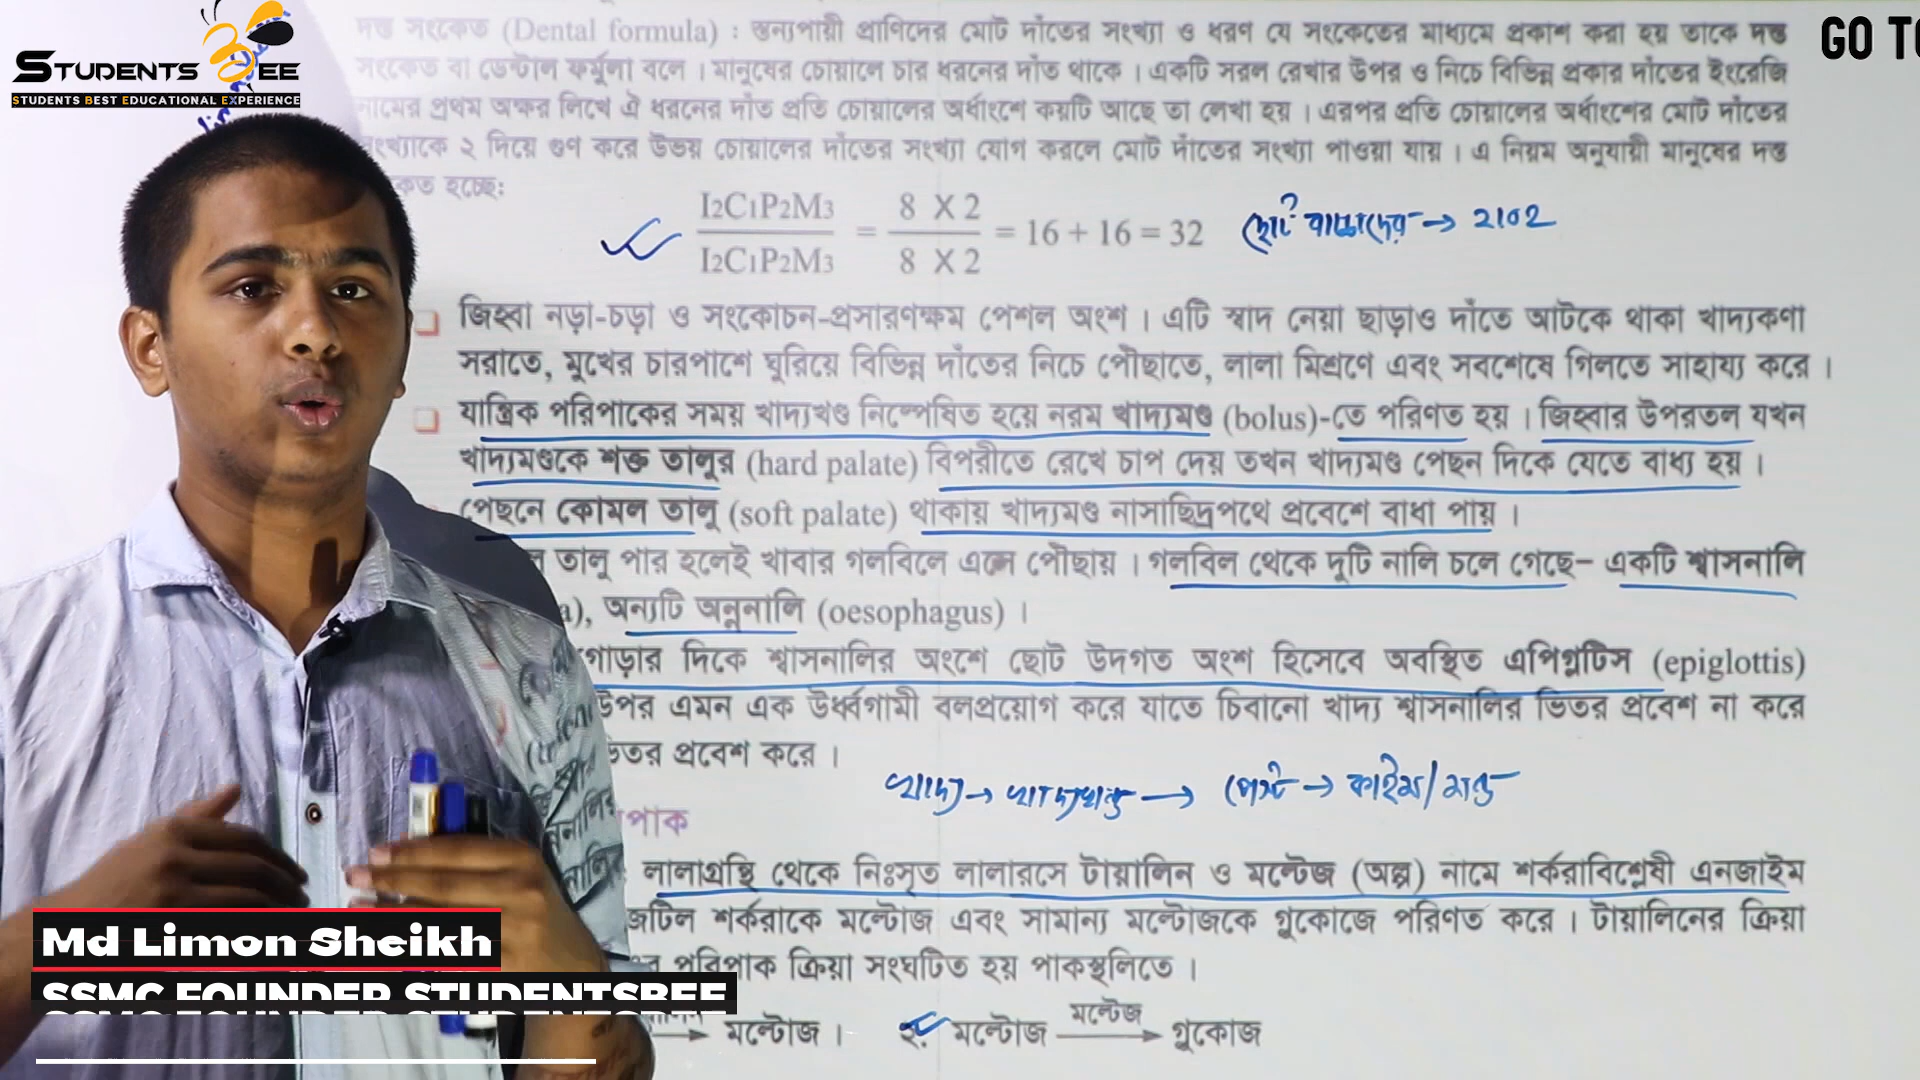 STUDENTS BEE
STUDENTS BEST EDUCATIONAL EXPERIENCE
GO TO
দন্ত সংকেত (Dental formula) : স্তন্যপায়ী প্রাণিদের মোট দাঁতের সংখ্যা ও ধরণ যে সংকেতের মাধ্যমে প্রকাশ করা হয় তাকে দন্ত
সংকেত বা ডেন্টাল ফর্মুলা বলে । মানুষের চোয়ালে চার ধরনের দাঁত থাকে । একটি সরল রেখার উপর ও নিচে বিভিন্ন প্রকার দাঁতের ইংরেজি
নামের প্রথম অক্ষর লিখে ঐ ধরনের দাঁত প্রতি চোয়ালের অর্ধাংশে কয়টি আছে তা লেখা হয় । এরপর প্রতি চোয়ালের অর্ধাংশের মোট দাঁতের
সংখ্যাকে ২ দিয়ে গুণ করে উভয় চোয়ালের দাঁতের সংখ্যা যোগ করলে মোট দাঁতের সংখ্যা পাওয়া যায় । এ নিয়ম অনুযায়ী মানুষের দন্ত
কেত হচ্ছে:
I2C1P2M3 / I2C1P2M3 = 8 X 2 / 8 X 2 = 16 + 16 = 32 ছোট বাচ্চাদের → ২১০২
জিহ্বা নড়া-চড়া ও সংকোচন-প্রসারণক্ষম পেশল অংশ । এটি স্বাদ নেয়া ছাড়াও দাঁতে আটকে থাকা খাদ্যকণা
সরাতে, মুখের চারপাশে ঘুরিয়ে বিভিন্ন দাঁতের নিচে পৌঁছাতে, লালা মিশ্রণে এবং সবশেষে গিলতে সাহায্য করে ।
যান্ত্রিক পরিপাকের সময় খাদ্যখণ্ড নিষ্পেষিত হয়ে নরম খাদ্যমণ্ড (bolus)-তে পরিণত হয় । জিহ্বার উপরতল যখন
খাদ্যমণ্ডকে শক্ত তালুর (hard palate) বিপরীতে রেখে চাপ দেয় তখন খাদ্যমণ্ড পেছন দিকে যেতে বাধ্য হয় ।
পেছনে কোমল তালু (soft palate) থাকায় খাদ্যমণ্ড নাসাছিদ্রপথে প্রবেশে বাধা পায় ।
ল তালু পার হলেই খাবার গলবিলে এসে পৌঁছায় । গলবিল থেকে দুটি নালি চলে গেছে– একটি শ্বাসনালি
a), অন্যটি অন্ননালি (oesophagus) ।
গোড়ার দিকে শ্বাসনালির অংশে ছোট উদগত অংশ হিসেবে অবস্থিত এপিগ্লটিস (epiglottis)
উপর এমন এক উর্ধ্বগামী বলপ্রয়োগ করে যাতে চিবানো খাদ্য শ্বাসনালির ভিতর প্রবেশ না করে
ভতর প্রবেশ করে ।
খাদ্য → খাদ্যখন্ড → পেস্ট → কাইম/মন্ড
পাক
লালাগ্রন্থি থেকে নিঃসৃত লালারসে টায়ালিন ও মল্টেজ (অল্প) নামে শর্করাবিশ্লেষী এনজাইম
জটিল শর্করাকে মল্টোজ এবং সামান্য মল্টোজকে গ্লুকোজে পরিণত করে । টায়ালিনের ক্রিয়া
পরিপাক ক্রিয়া সংঘটিত হয় পাকস্থলিতে ।
→ মল্টোজ । ২. মল্টোজ মল্টেজ → গ্লুকোজ
Md Limon Sheikh
SSMC FOUNDER STUDENTSBEE